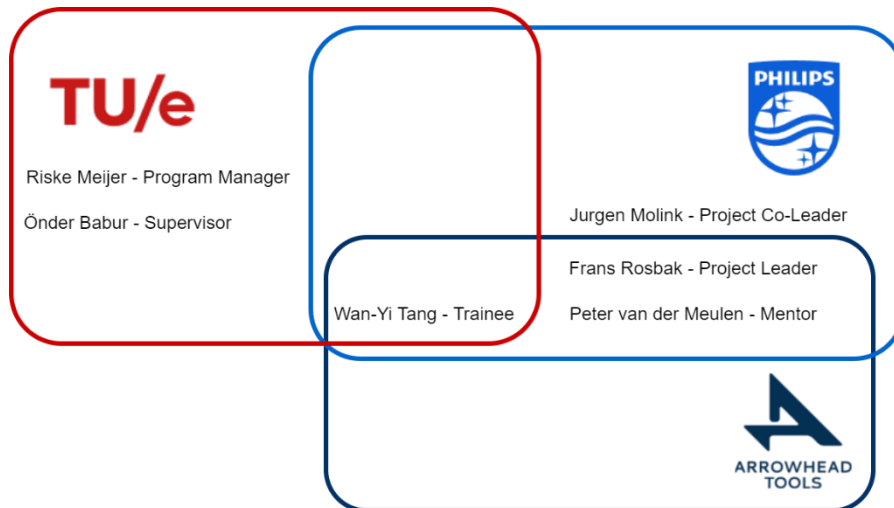 TU/e
PHILIPS
Riske Meijer - Program Manager
Önder Babur - Supervisor
Jurgen Molink - Project Co-Leader
Frans Rosbak - Project Leader
Wan-Yi Tang - Trainee
Peter van der Meulen - Mentor
ARROWHEAD
TOOLS